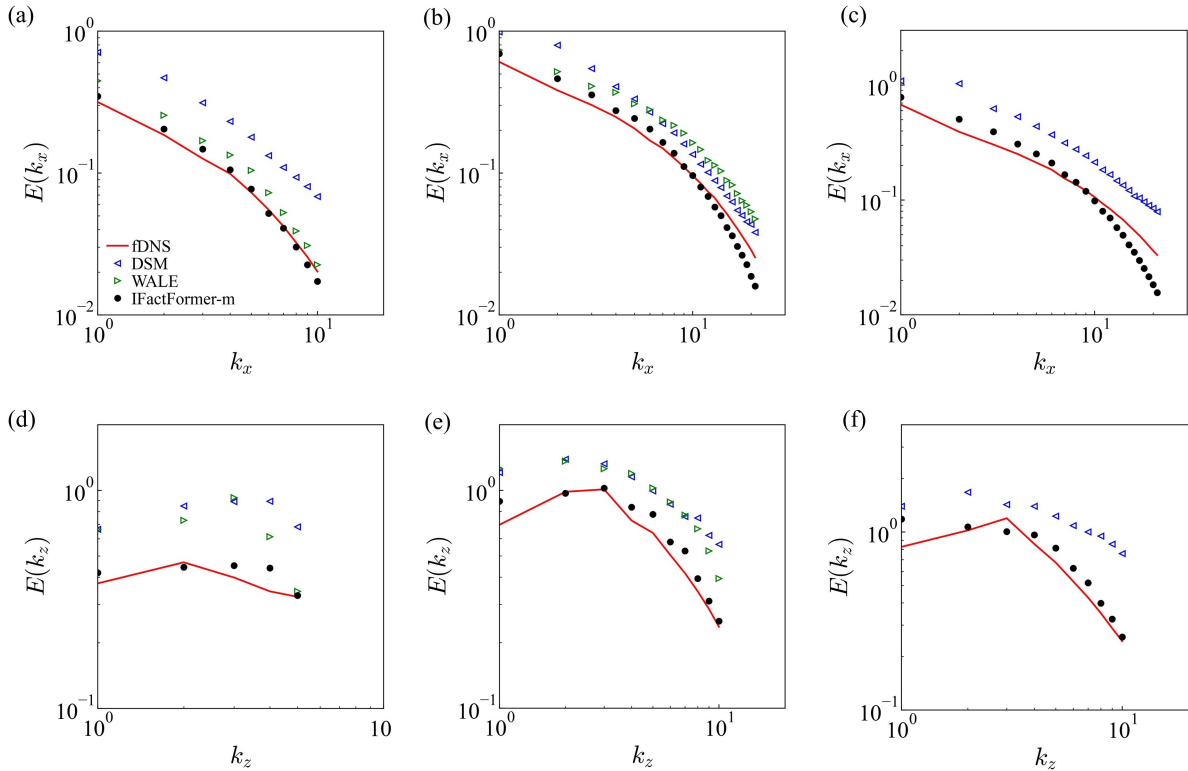 (a)
10^0
10^-1
10^-2
E(k_x)
fDNS
DSM
WALE
IFactFormer-m
10^0
10^1
k_x
(b)
10^0
10^-1
10^-2
E(k_x)
10^0
10^1
k_x
(c)
10^0
10^-1
10^-2
E(k_x)
10^0
10^1
k_x
(d)
10^0
10^-1
E(k_z)
10^0
10
k_z
(e)
10^0
10^-1
E(k_z)
10^0
10^1
k_z
(f)
10^0
10^-1
E(k_z)
10^0
10^1
k_z